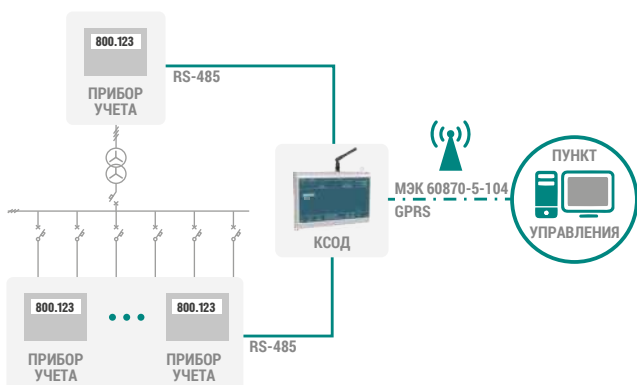 800.123
ПРИБОР
УЧЕТА
RS-485
КСОД
МЭК 60870-5-104
GPRS
ПУНКТ
УПРАВЛЕНИЯ
800.123
800.123
ПРИБОР
УЧЕТА
ПРИБОР
УЧЕТА
RS-485